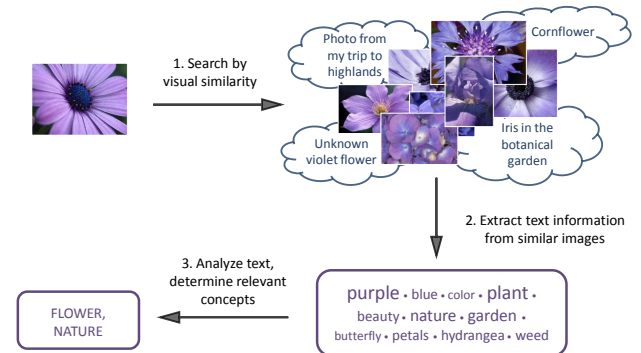 Photo from
my trip to
highlands
Cornflower
1. Search by
visual similarity
Unknown
violet flower
Iris in the
botanical
garden
2. Extract text information
from similar images
3. Analyze text,
determine relevant
concepts
FLOWER,
NATURE
purple • blue • color • plant •
beauty • nature • garden •
butterfly • petals • hydrangea • weed